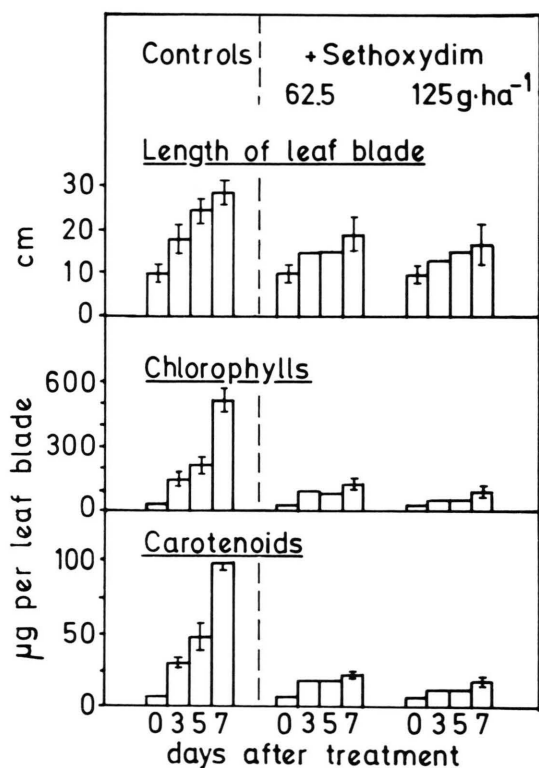 Controls + Sethoxydim
62.5 125 g·ha⁻¹
Length of leaf blade
30
20
10
0
cm
Chlorophylls
600
300
0
Carotenoids
100
50
0
µg per leaf blade
0 3 5 7 0 3 5 7 0 3 5 7
days after treatment